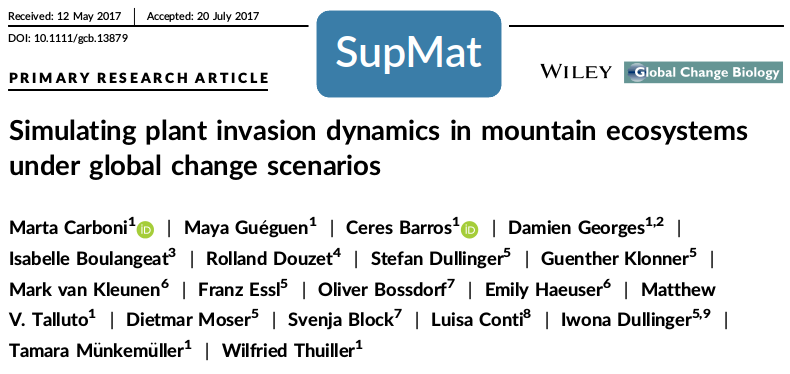 Received: 12 May 2017 | Accepted: 20 July 2017
DOI: 10.1111/gcb.13879
SupMat
PRIMARY RESEARCH ARTICLE
WILEY Global Change Biology
Simulating plant invasion dynamics in mountain ecosystems
under global change scenarios
Marta Carboni1 iD | Maya Guéguen1 | Ceres Barros1 iD | Damien Georges1,2 |
Isabelle Boulangeat3 | Rolland Douzet4 | Stefan Dullinger5 | Guenther Klonner5 |
Mark van Kleunen6 | Franz Essl5 | Oliver Bossdorf7 | Emily Haeuser6 | Matthew
V. Talluto1 | Dietmar Moser5 | Svenja Block7 | Luisa Conti8 | Iwona Dullinger5,9 |
Tamara Münkemüller1 | Wilfried Thuiller1